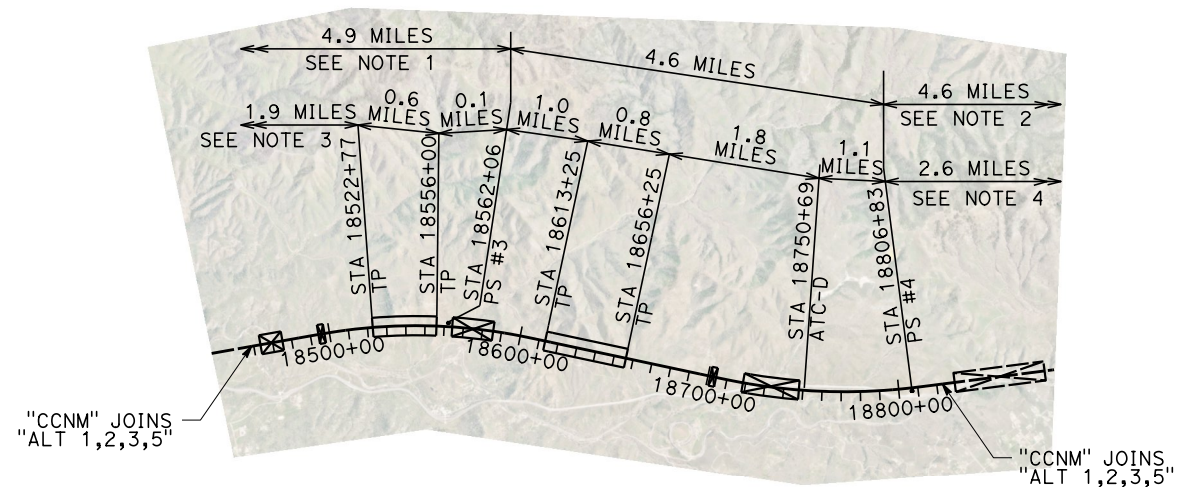 4.9 MILES
SEE NOTE 1
4.6 MILES
4.6 MILES
SEE NOTE 2
1.9 MILES
SEE NOTE 3
0.6
MILES
0.1
MILES
1.0
MILES
0.8
MILES
1.8
MILES
1.1
MILES
2.6 MILES
SEE NOTE 4
STA 18522+77
TP
STA 18556+00
TP
STA 18562+06
PS #3
STA 18613+25
TP
STA 18656+25
TP
STA 18750+69
ATC-D
STA 18806+83
PS #4
18500+00
18600+00
18700+00
18800+00
"CCNM" JOINS
"ALT 1,2,3,5"
"CCNM" JOINS
"ALT 1,2,3,5"